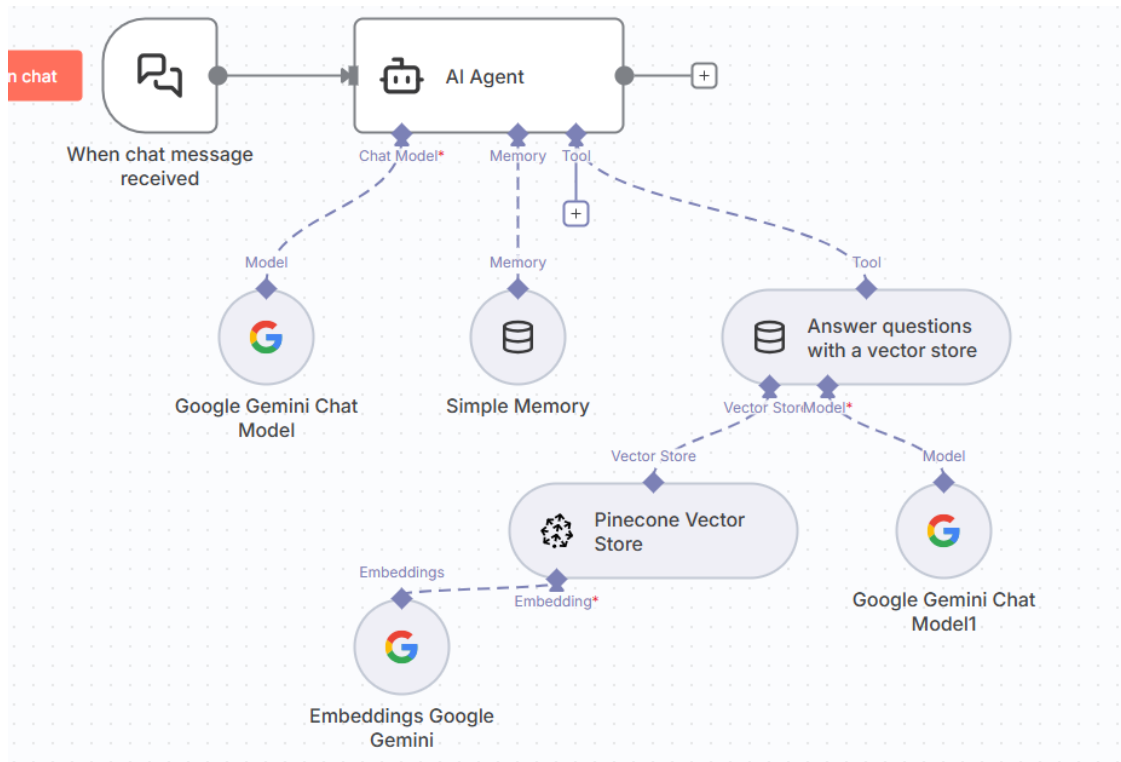 n chat
AI Agent
When chat message
received
Chat Model*
Memory
Tool
Model
Memory
Tool
Google Gemini Chat
Model
Simple Memory
Answer questions
with a vector store
Vector Stor
Model*
Vector Store
Model
Pinecone Vector
Store
Embeddings
Embedding*
Google Gemini Chat
Model1
Embeddings Google
Gemini